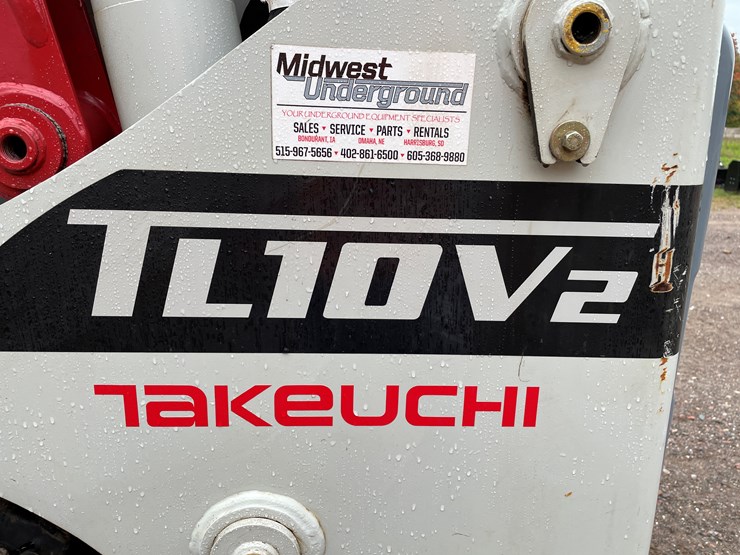 Midwest
Underground
YOUR UNDERGROUND EQUIPMENT SPECIALISTS
SALES ▾ SERVICE ▾ PARTS ▾ RENTALS
BONDURANT, IA OMAHA, NE HARRISBURG, SD
515-967-5656 ▾ 402-861-6500 ▾ 605-368-9880
TL10V2
TAKEUCHI